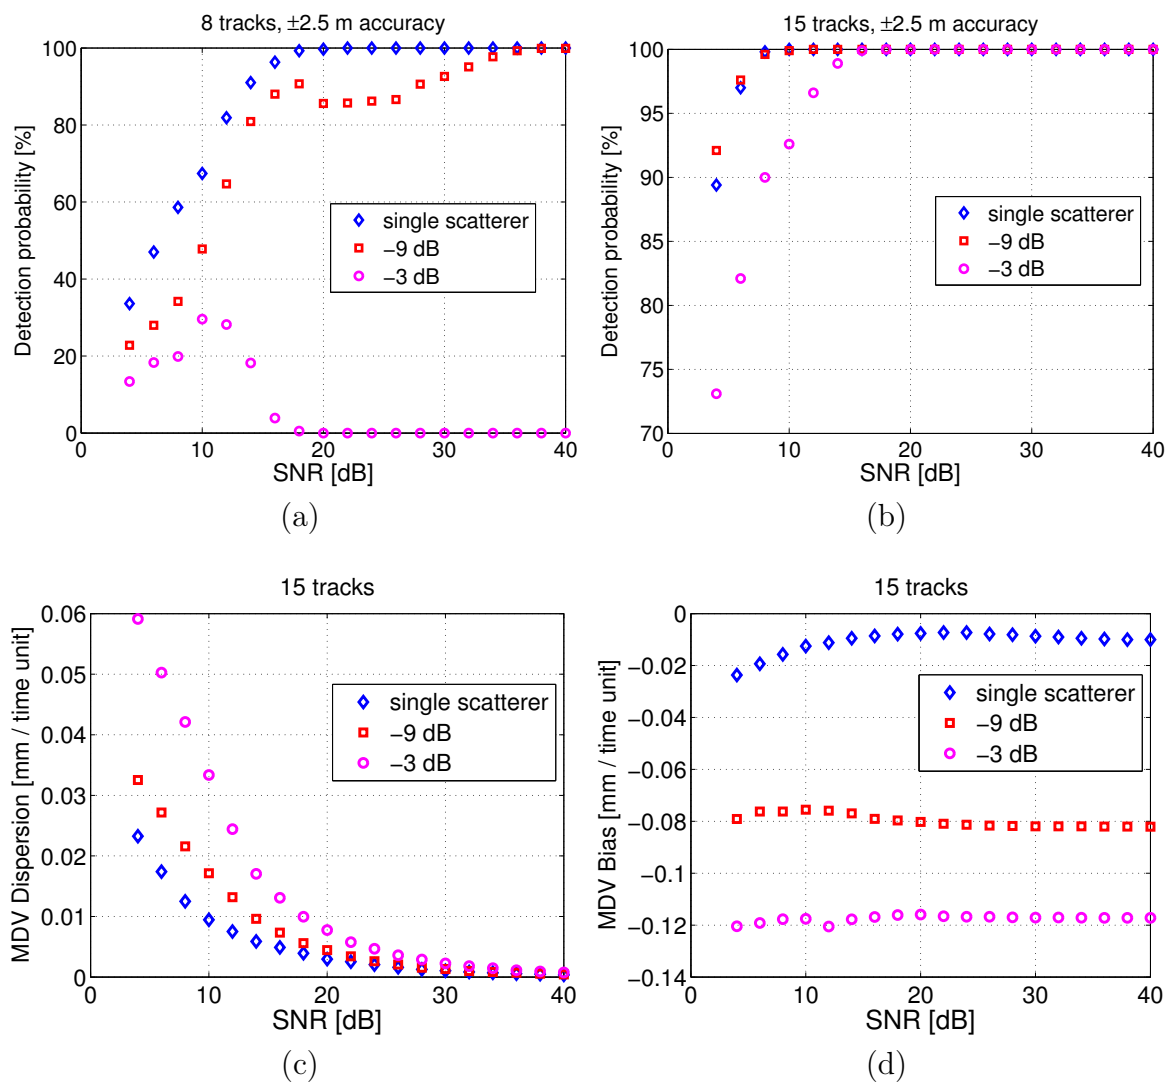 8 tracks, ±2.5 m accuracy
Detection probability [%]
100
80
60
40
20
0
single scatterer
−9 dB
−3 dB
0
10
20
30
40
SNR [dB]
(a)
15 tracks, ±2.5 m accuracy
Detection probability [%]
100
95
90
85
80
75
70
single scatterer
−9 dB
−3 dB
0
10
20
30
40
SNR [dB]
(b)
15 tracks
MDV Dispersion [mm / time unit]
0.06
0.05
0.04
0.03
0.02
0.01
0
single scatterer
−9 dB
−3 dB
0
10
20
30
40
SNR [dB]
(c)
15 tracks
MDV Bias [mm / time unit]
0
−0.02
−0.04
−0.06
−0.08
−0.1
−0.12
−0.14
single scatterer
−9 dB
−3 dB
0
10
20
30
40
SNR [dB]
(d)